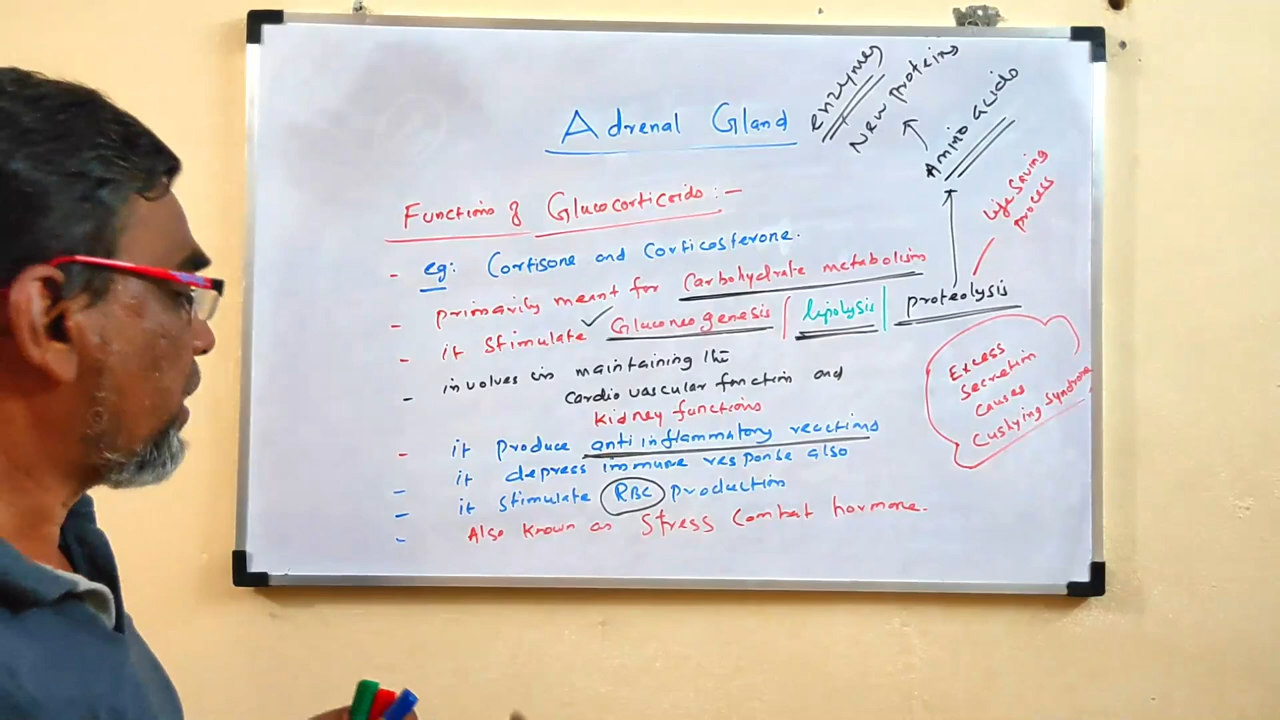 Adrenal Gland
enzymes
New proteins
Amino acids
Life Saving
process
Functions of Glucocorticoids:-
- eg: Cortisone and Corticosterone.
- primarily meant for Carbohydrate metabolism
- it stimulate ✓ Gluconeogenesis | lipolysis | proteolysis
- involves in maintaining the
Cardio vascular function and
kidney functions
- it produce anti inflammatory reactions
- it depress immune response also
- it stimulate RBC production
- Also known as stress combat hormone.
Excess
Secretion
Causes
Cushying Syndrome